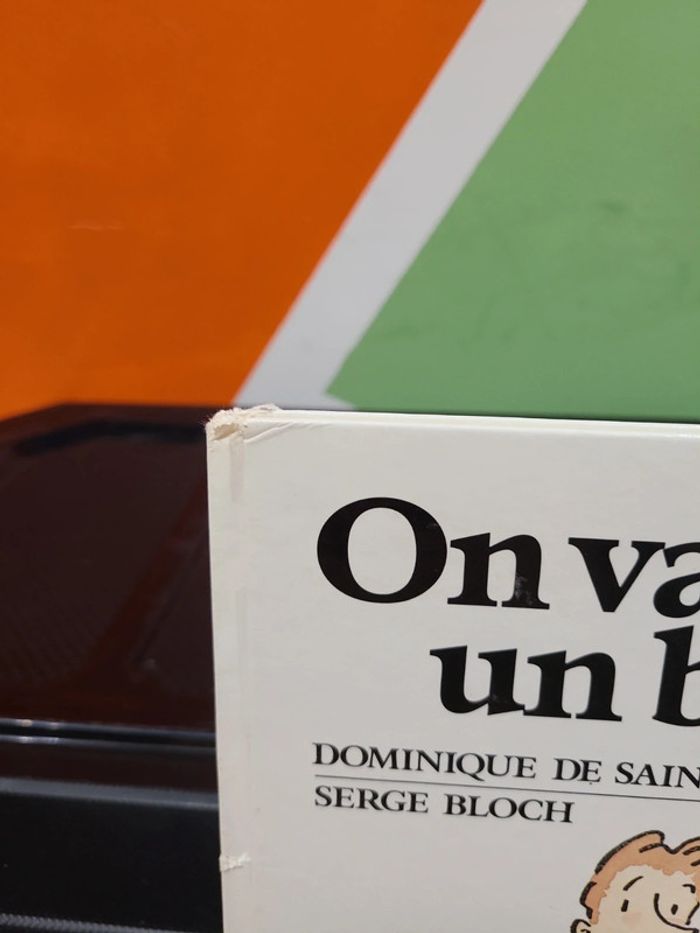 On va
un b
DOMINIQUE DE SAIN
SERGE BLOCH